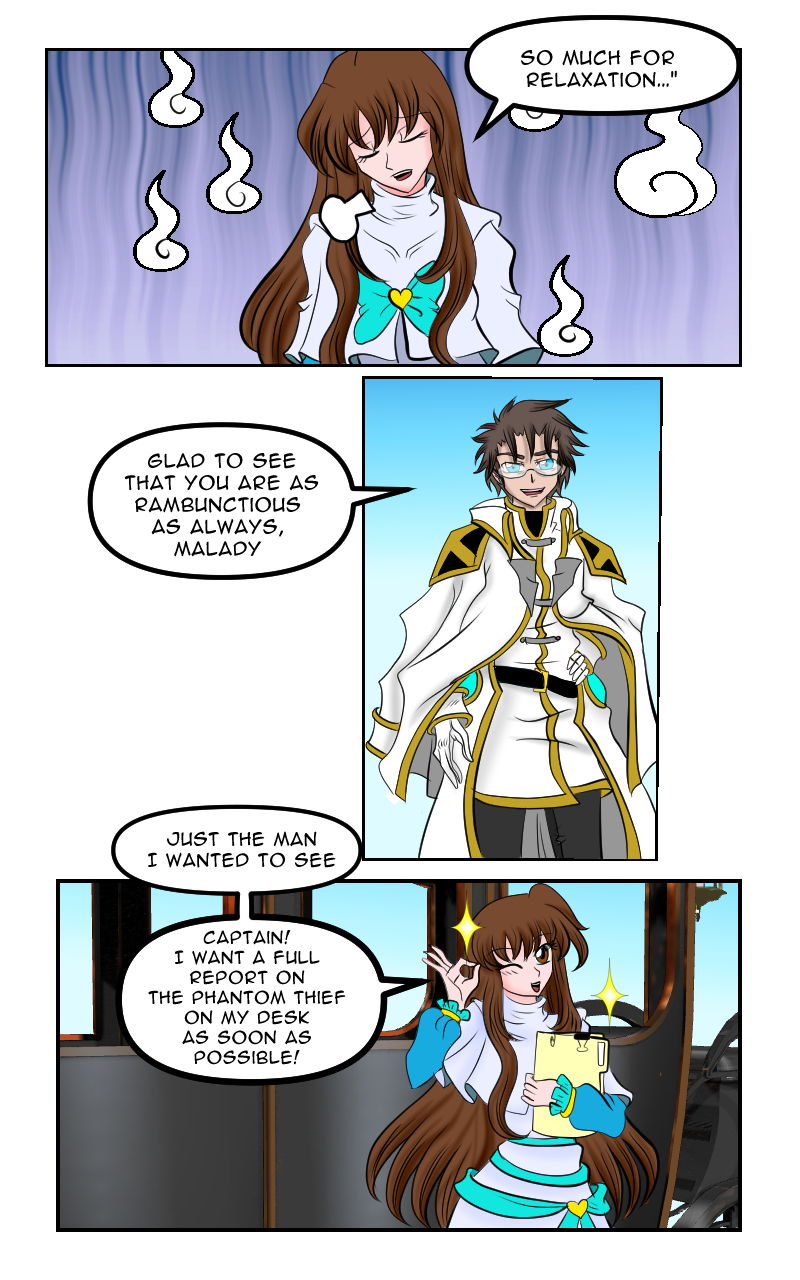 SO MUCH FOR
RELAXATION..."
GLAD TO SEE
THAT YOU ARE AS
RAMBUNCTIOUS
AS ALWAYS,
MALADY
JUST THE MAN
I WANTED TO SEE
CAPTAIN!
I WANT A FULL
REPORT ON
THE PHANTOM THIEF
ON MY DESK
AS SOON AS
POSSIBLE!